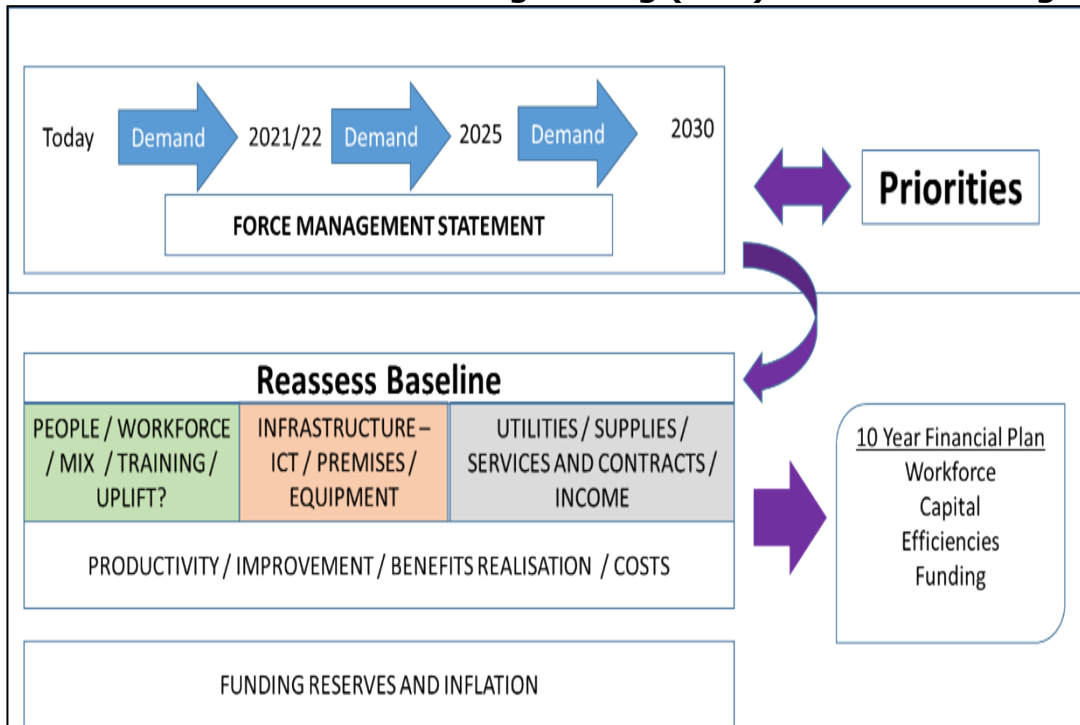 Today
Demand
2021/22
Demand
2025
Demand
2030
FORCE MANAGEMENT STATEMENT
Priorities
Reassess Baseline
PEOPLE / WORKFORCE
/ MIX / TRAINING /
UPLIFT?
INFRASTRUCTURE –
ICT / PREMISES /
EQUIPMENT
UTILITIES / SUPPLIES /
SERVICES AND CONTRACTS /
INCOME
PRODUCTIVITY / IMPROVEMENT / BENEFITS REALISATION / COSTS
10 Year Financial Plan
Workforce
Capital
Efficiencies
Funding
FUNDING RESERVES AND INFLATION